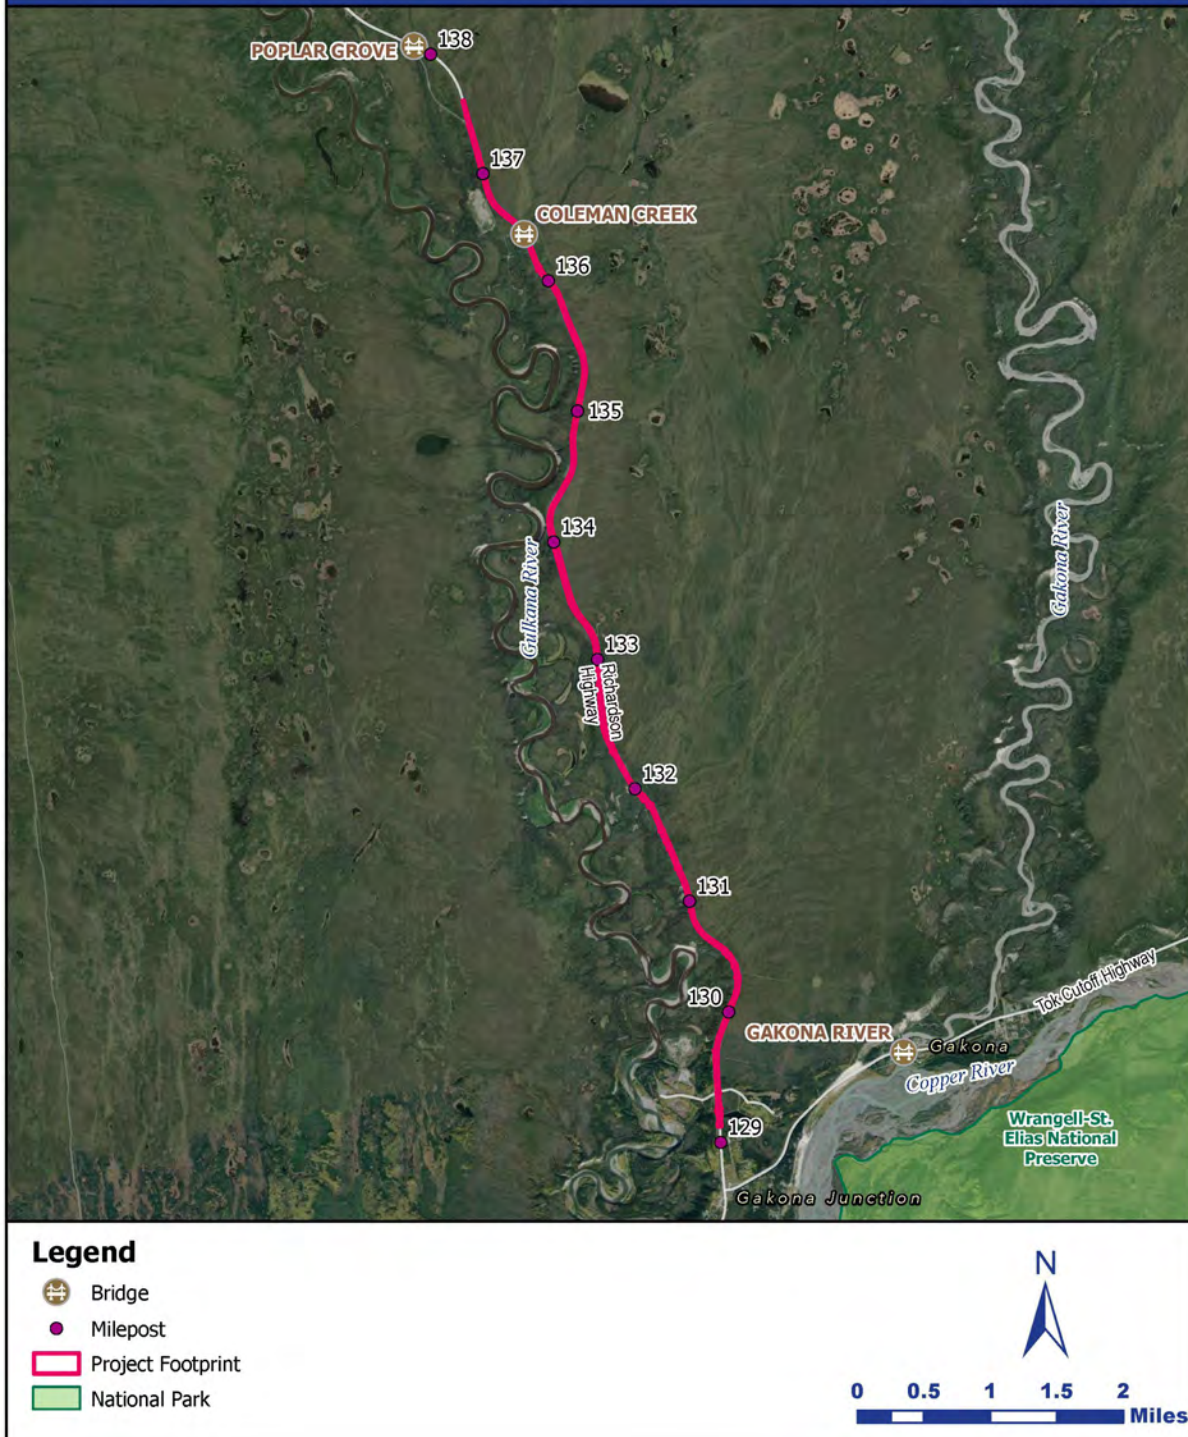 138
POPLAR GROVE
137
COLEMAN CREEK
136
135
134
Gulkana River
Gakona River
133
Richardson
Highway
132
131
130
Tok Cutoff Highway
GAKONA RIVER
Gakona
Copper River
129
Wrangell-St.
Elias National
Preserve
Gakona Junction
Legend
Bridge
Milepost
Project Footprint
National Park
N
0 0.5 1 1.5 2
Miles